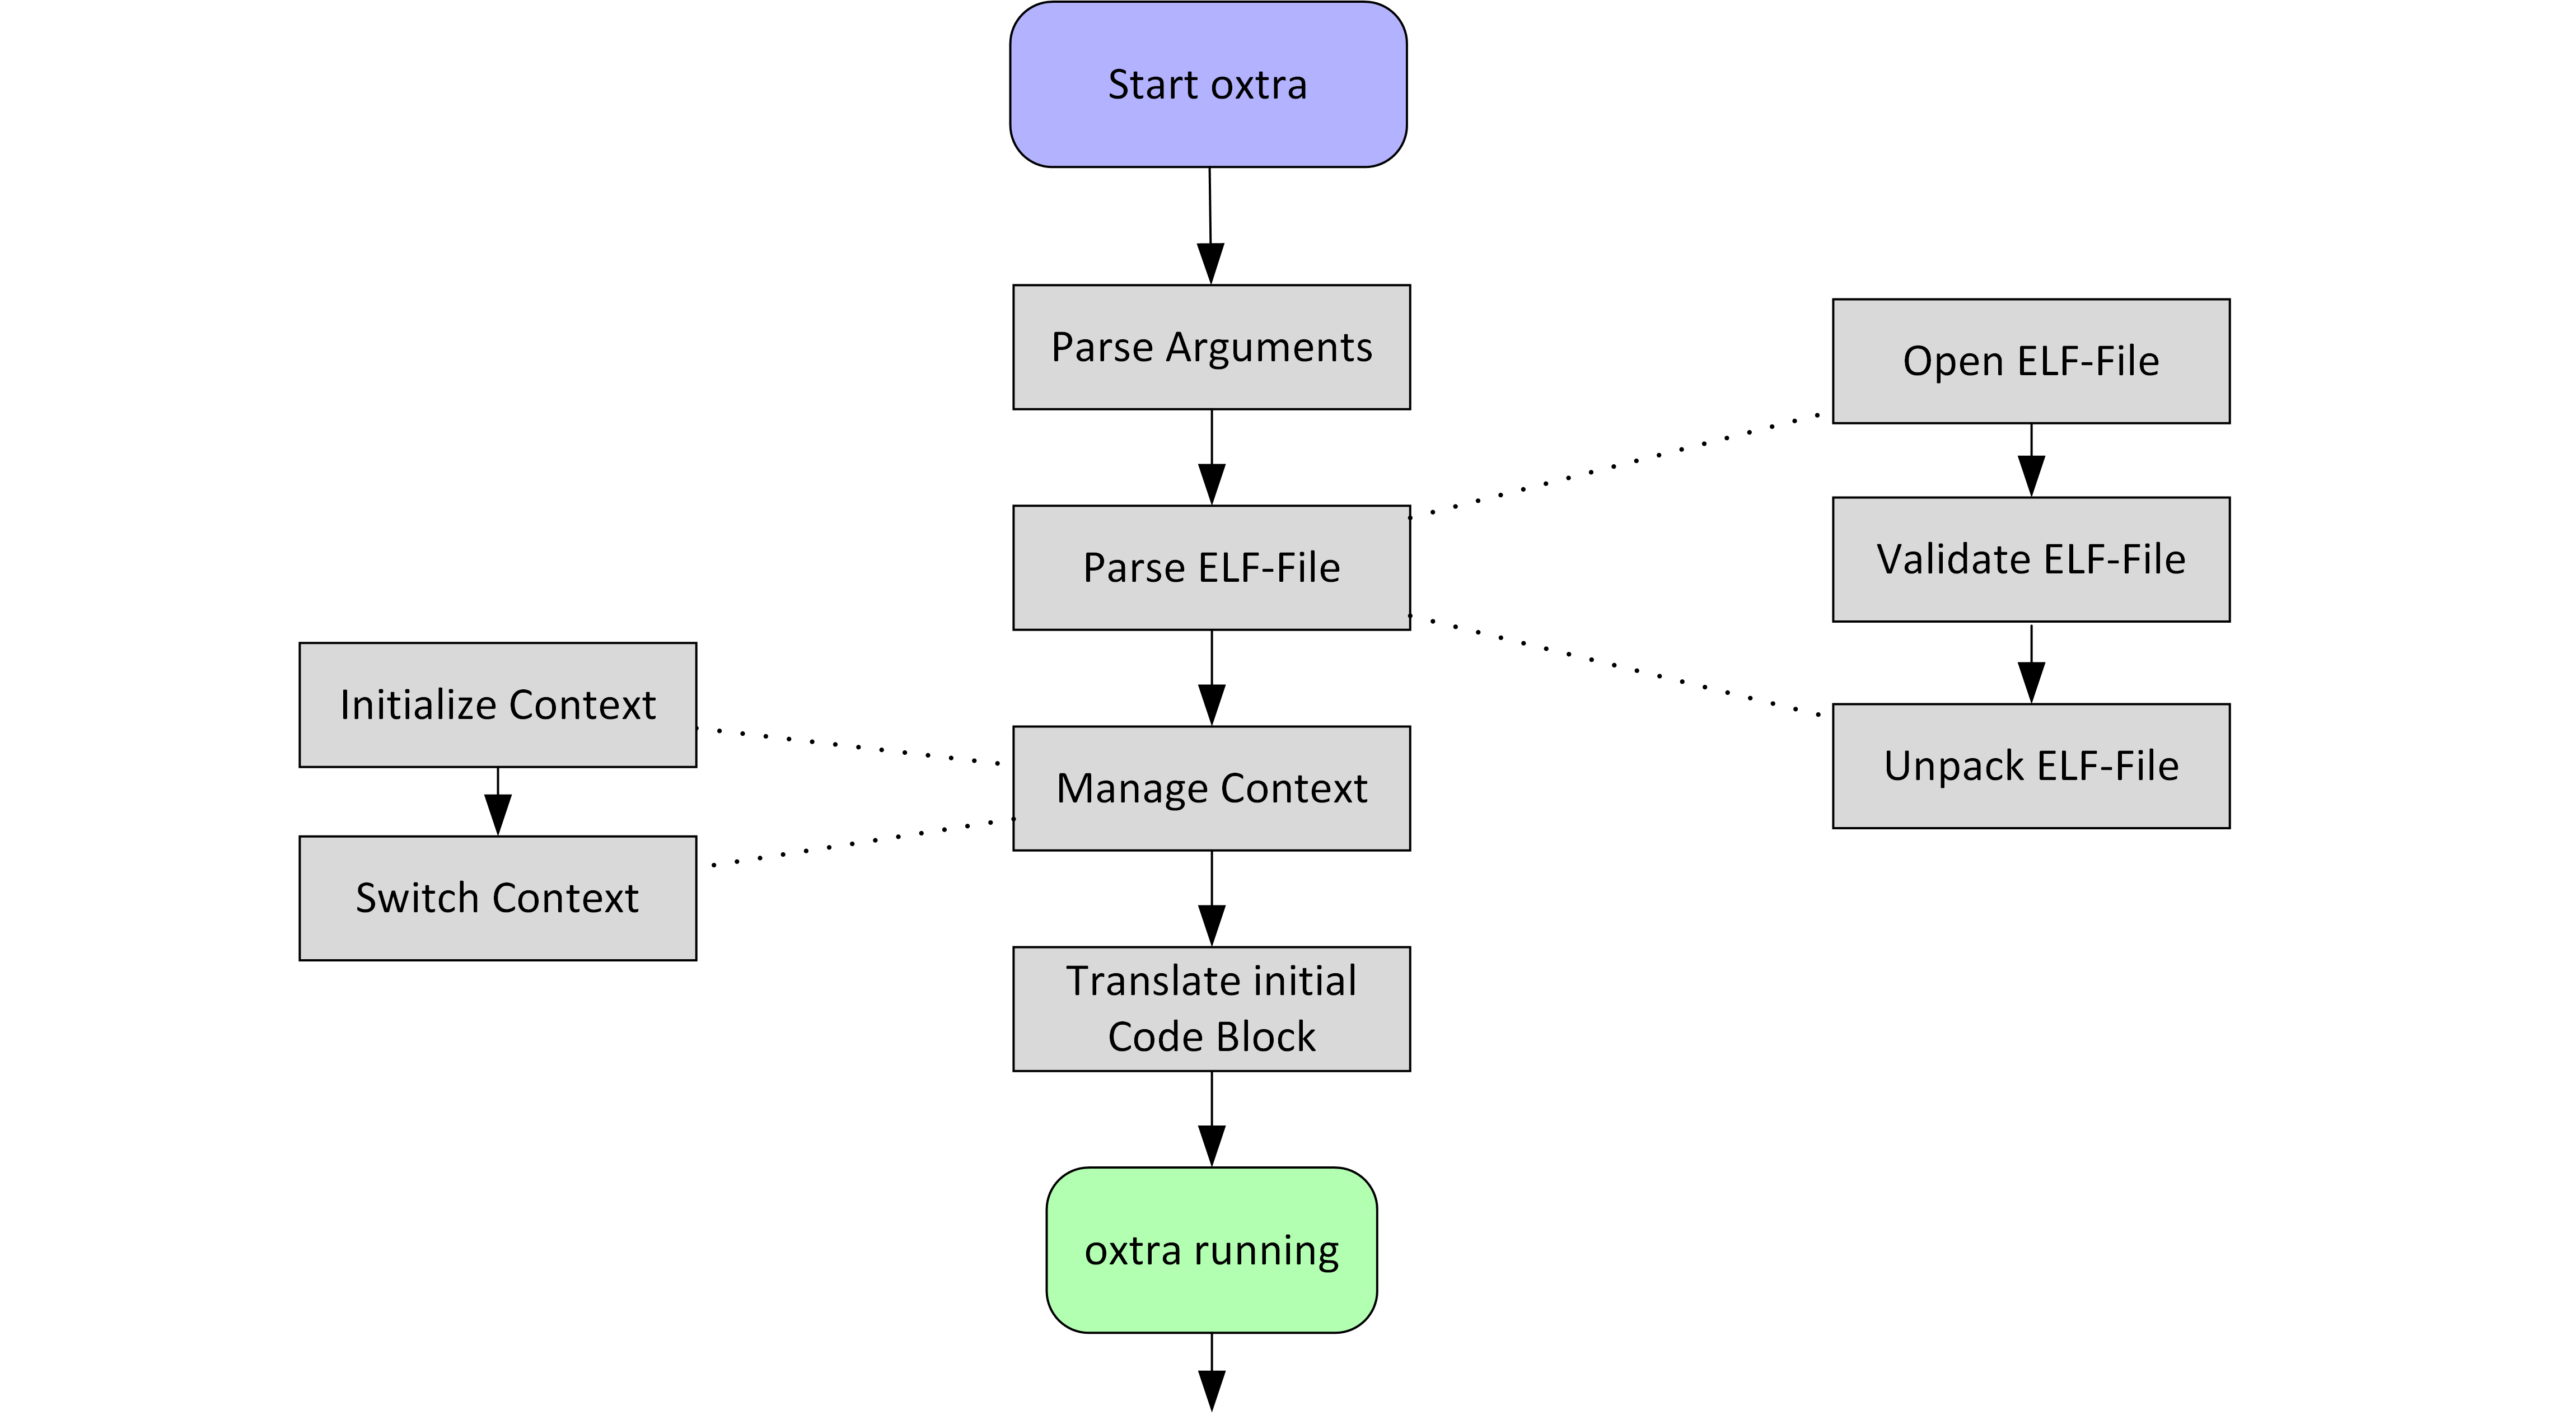 Start oxtra
Parse Arguments
Open ELF-File
Parse ELF-File
Validate ELF-File
Initialize Context
Manage Context
Unpack ELF-File
Switch Context
Translate initial
Code Block
oxtra running